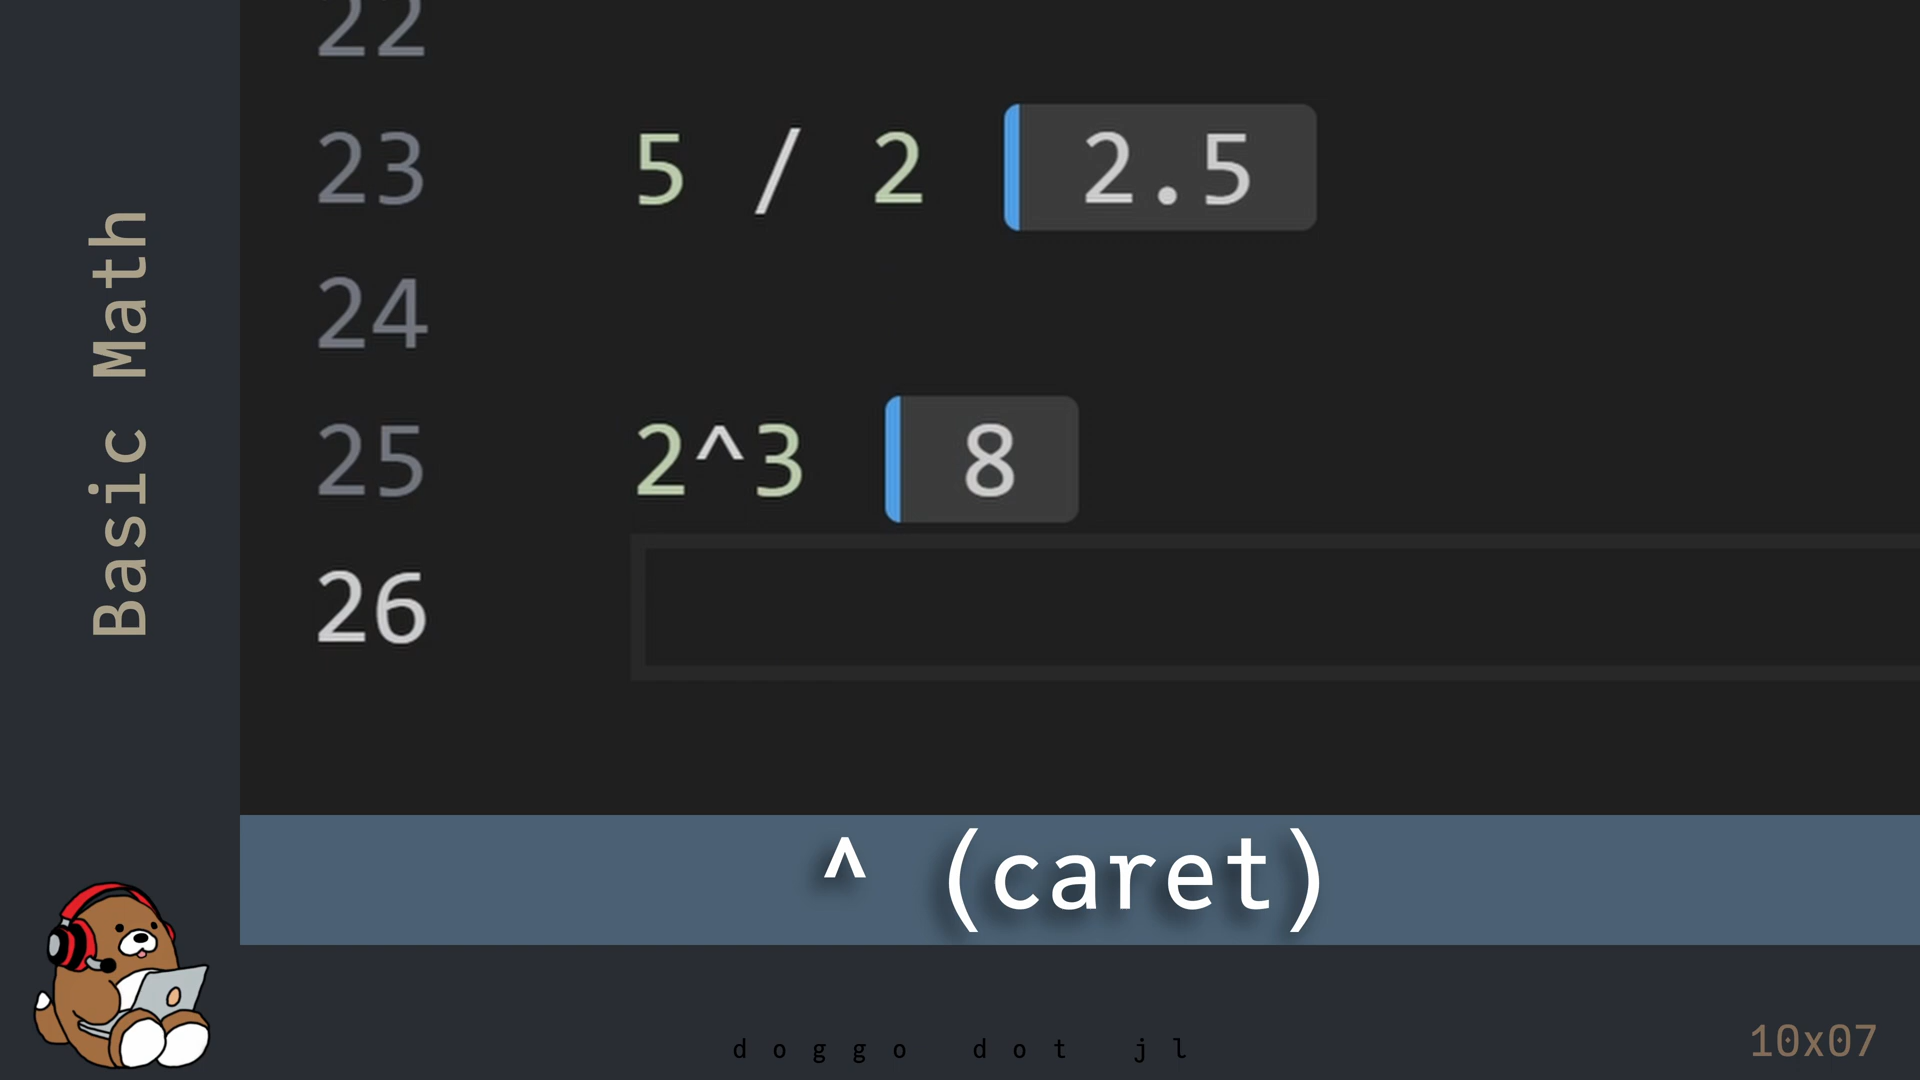 Basic Math
22
23 5 / 2 2.5
24
25 2^3 8
26
^ (caret)
doggo dot jl
10x07